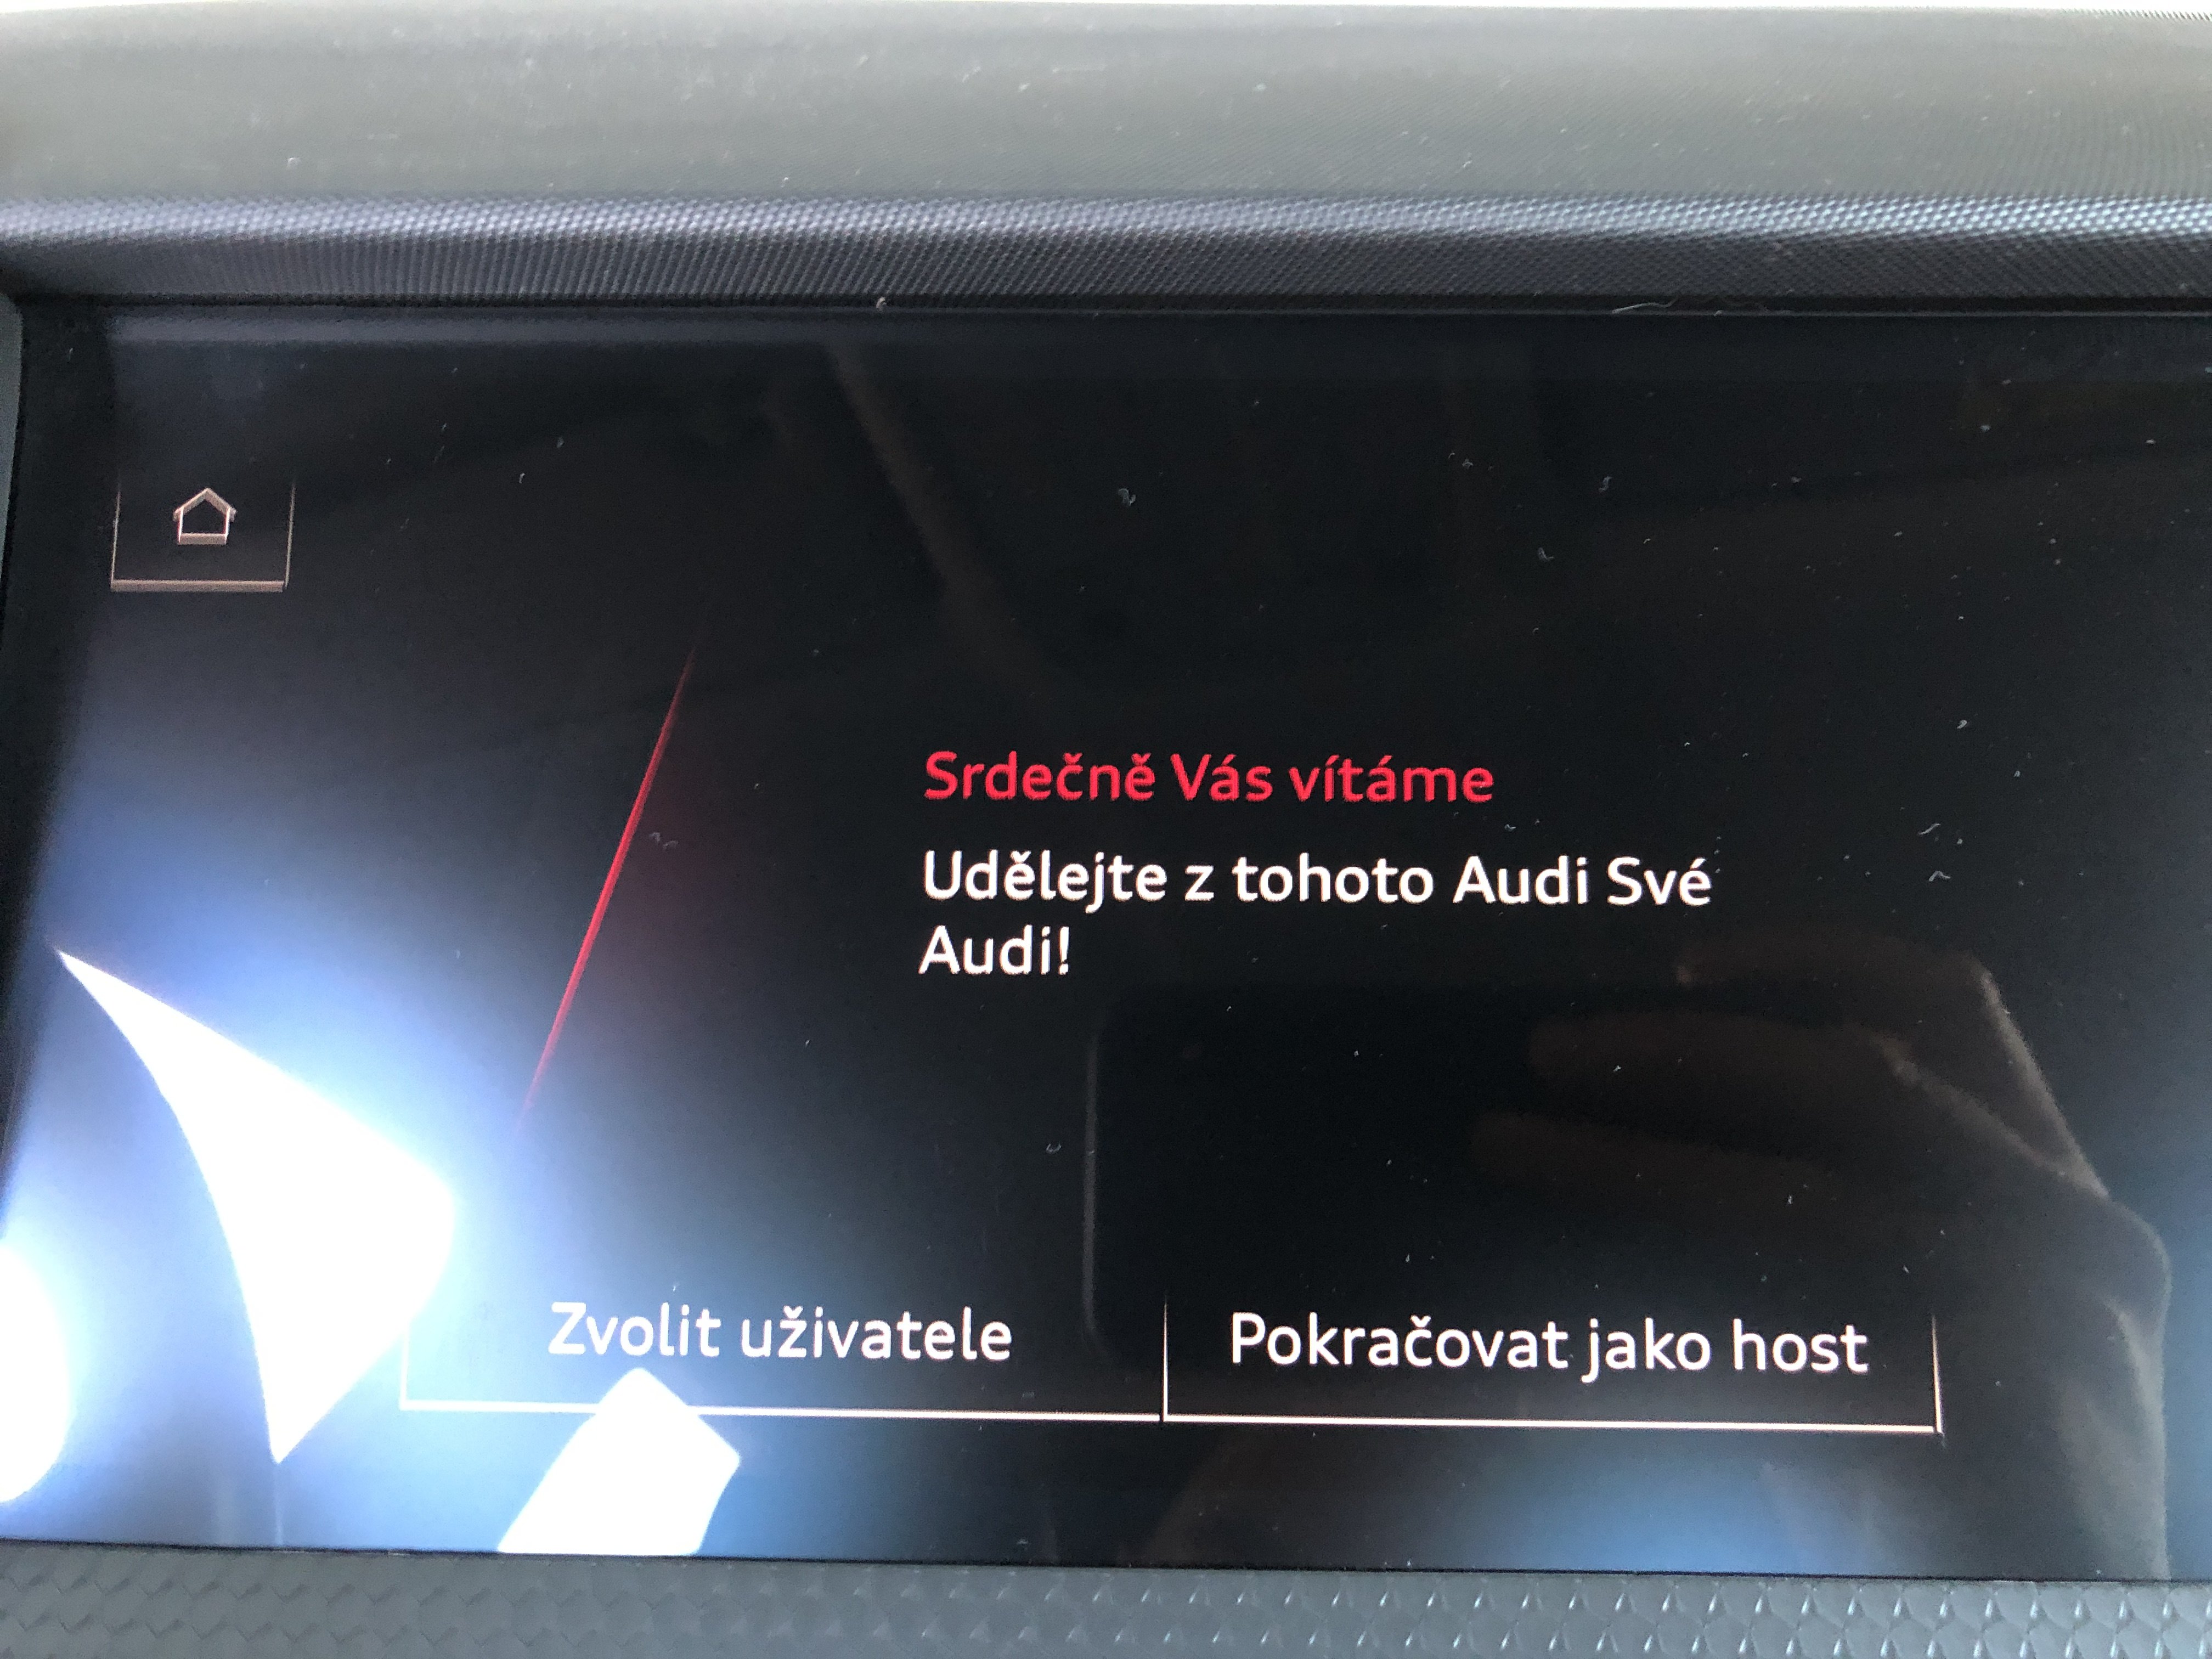 Srdečně Vás vítáme
Udělejte z tohoto Audi Své
Audi!
Zvolit uživatele
Pokračovat jako host